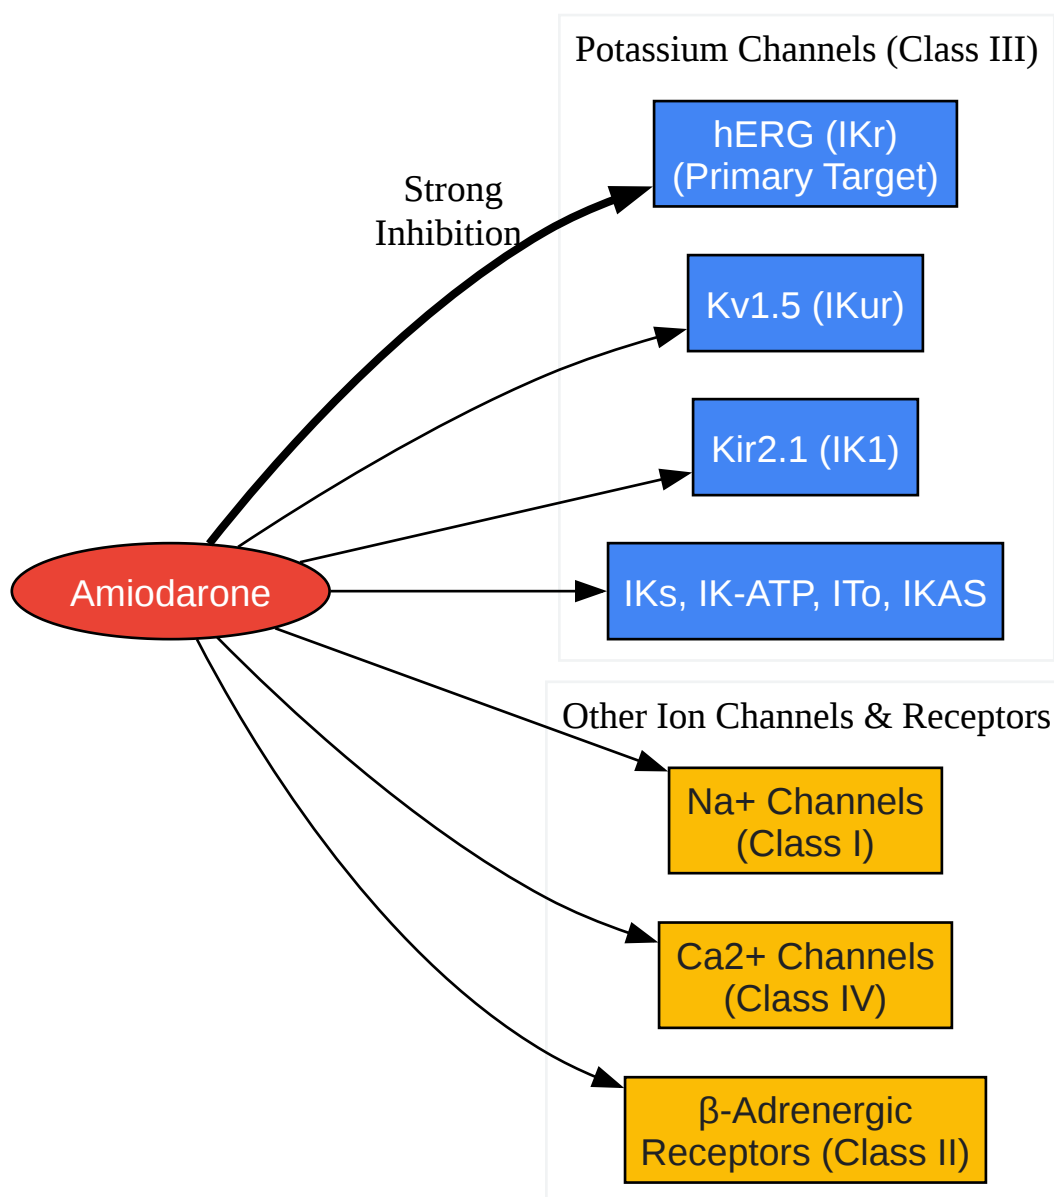 Potassium Channels (Class III)
hERG (IKr)
(Primary Target)
Strong
Inhibition
Kv1.5 (IKur)
Kir2.1 (IK1)
Amiodarone
IKs, IK-ATP, ITo, IKAS
Other Ion Channels & Receptors
Na+ Channels
(Class I)
Ca2+ Channels
(Class IV)
β-Adrenergic
Receptors (Class II)